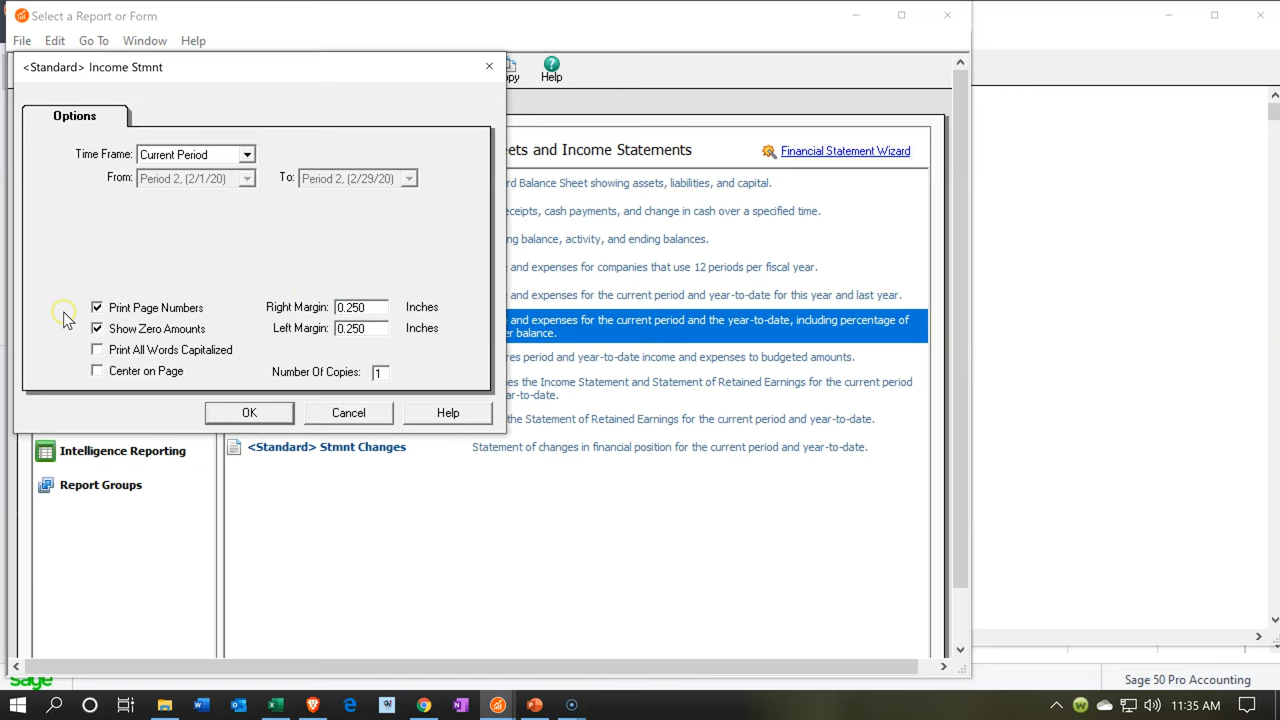 Select a Report or Form
File Edit Go To Window Help
<Standard> Income Stmnt
opy Help
Options
ets and Income Statements Financial Statement Wizard
Time Frame: Current Period
From: Period 2, (2/1/20) To: Period 2, (2/29/20)
rd Balance Sheet showing assets, liabilities, and capital.
eceipts, cash payments, and change in cash over a specified time.
ng balance, activity, and ending balances.
e and expenses for companies that use 12 periods per fiscal year.
e and expenses for the current period and year-to-date for this year and last year.
e and expenses for the current period and the year-to-date, including percentage of
er balance.
res period and year-to-date income and expenses to budgeted amounts.
es the Income Statement and Statement of Retained Earnings for the current period
ar-to-date.
the Statement of Retained Earnings for the current period and year-to-date.
Print Page Numbers Right Margin: 0.250 Inches
Show Zero Amounts Left Margin: 0.250 Inches
Print All Words Capitalized
Center on Page Number Of Copies: 1
OK Cancel Help
<Standard> Stmnt Changes Statement of changes in financial position for the current period and year-to-date.
Intelligence Reporting
Report Groups
sage Sage 50 Pro Accounting
11:35 AM